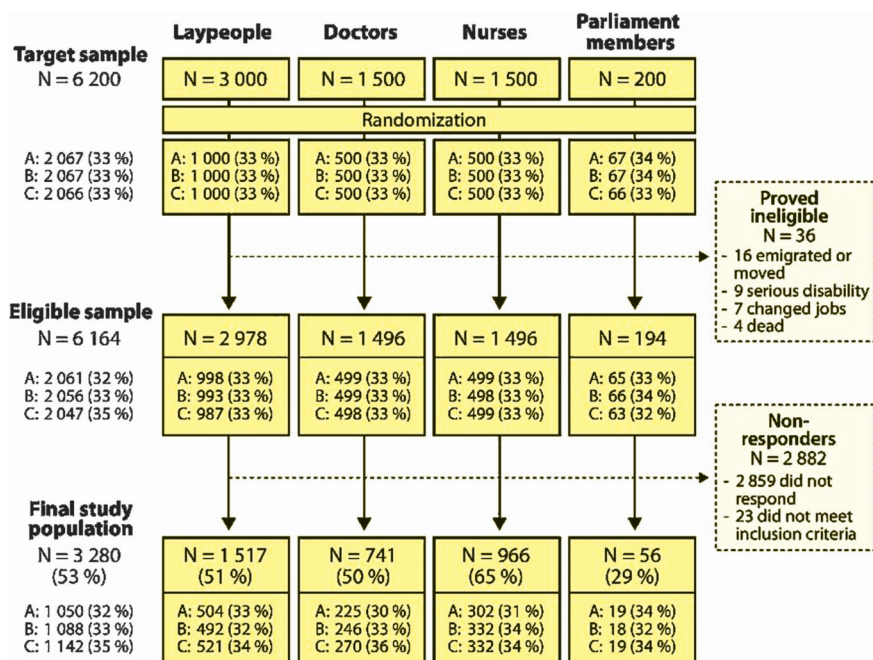 Laypeople
Doctors
Nurses
Parliament
members
Target sample
N = 6 200
N = 3 000
N = 1 500
N = 1 500
N = 200
Randomization
A: 2 067 (33 %)
B: 2 067 (33 %)
C: 2 066 (33 %)
A: 1 000 (33 %)
B: 1 000 (33 %)
C: 1 000 (33 %)
A: 500 (33 %)
B: 500 (33 %)
C: 500 (33 %)
A: 500 (33 %)
B: 500 (33 %)
C: 500 (33 %)
A: 67 (34 %)
B: 67 (34 %)
C: 66 (33 %)
Proved
ineligible
N = 36
- 16 emigrated or
moved
- 9 serious disability
- 7 changed jobs
- 4 dead
Eligible sample
N = 6 164
N = 2 978
N = 1 496
N = 1 496
N = 194
A: 2 061 (32 %)
B: 2 056 (33 %)
C: 2 047 (35 %)
A: 998 (33 %)
B: 993 (33 %)
C: 987 (33 %)
A: 499 (33 %)
B: 499 (33 %)
C: 498 (33 %)
A: 499 (33 %)
B: 498 (33 %)
C: 499 (33 %)
A: 65 (33 %)
B: 66 (34 %)
C: 63 (32 %)
Non-
responders
N = 2 882
- 2 859 did not
respond
- 23 did not meet
inclusion criteria
Final study
population
N = 3 280
(53 %)
N = 1 517
(51 %)
N = 741
(50 %)
N = 966
(65 %)
N = 56
(29 %)
A: 1 050 (32 %)
B: 1 088 (33 %)
C: 1 142 (35 %)
A: 504 (33 %)
B: 492 (32 %)
C: 521 (34 %)
A: 225 (30 %)
B: 246 (33 %)
C: 270 (36 %)
A: 302 (31 %)
B: 332 (34 %)
C: 332 (34 %)
A: 19 (34 %)
B: 18 (32 %)
C: 19 (34 %)